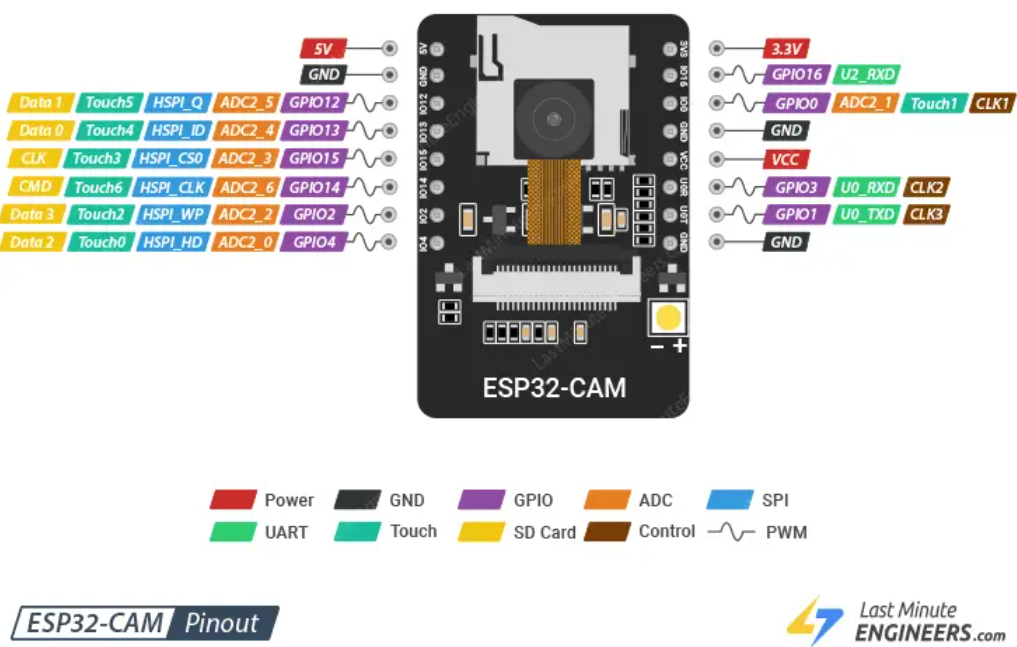 5V 5V 3V3 3.3V
GND GND IO16 GPIO16 U2_RXD
Data 1 Touch5 HSPI_Q ADC2_5 GPIO12 IO12 IO0 GPIO0 ADC2_1 Touch1 CLK1
Data 0 Touch4 HSPI_ID ADC2_4 GPIO13 IO13 GND GND
CLK Touch3 HSPI_CS0 ADC2_3 GPIO15 IO15 VCC VCC
CMD Touch6 HSPI_CLK ADC2_6 GPIO14 IO14 U0R GPIO3 U0_RXD CLK2
Data 3 Touch2 HSPI_WP ADC2_2 GPIO2 IO2 U0T GPIO1 U0_TXD CLK3
Data 2 Touch0 HSPI_HD ADC2_0 GPIO4 IO4 GND GND
− +
ESP32-CAM
Power GND GPIO ADC SPI
UART Touch SD Card Control PWM
ESP32-CAM Pinout
Last Minute
ENGINEERS.com